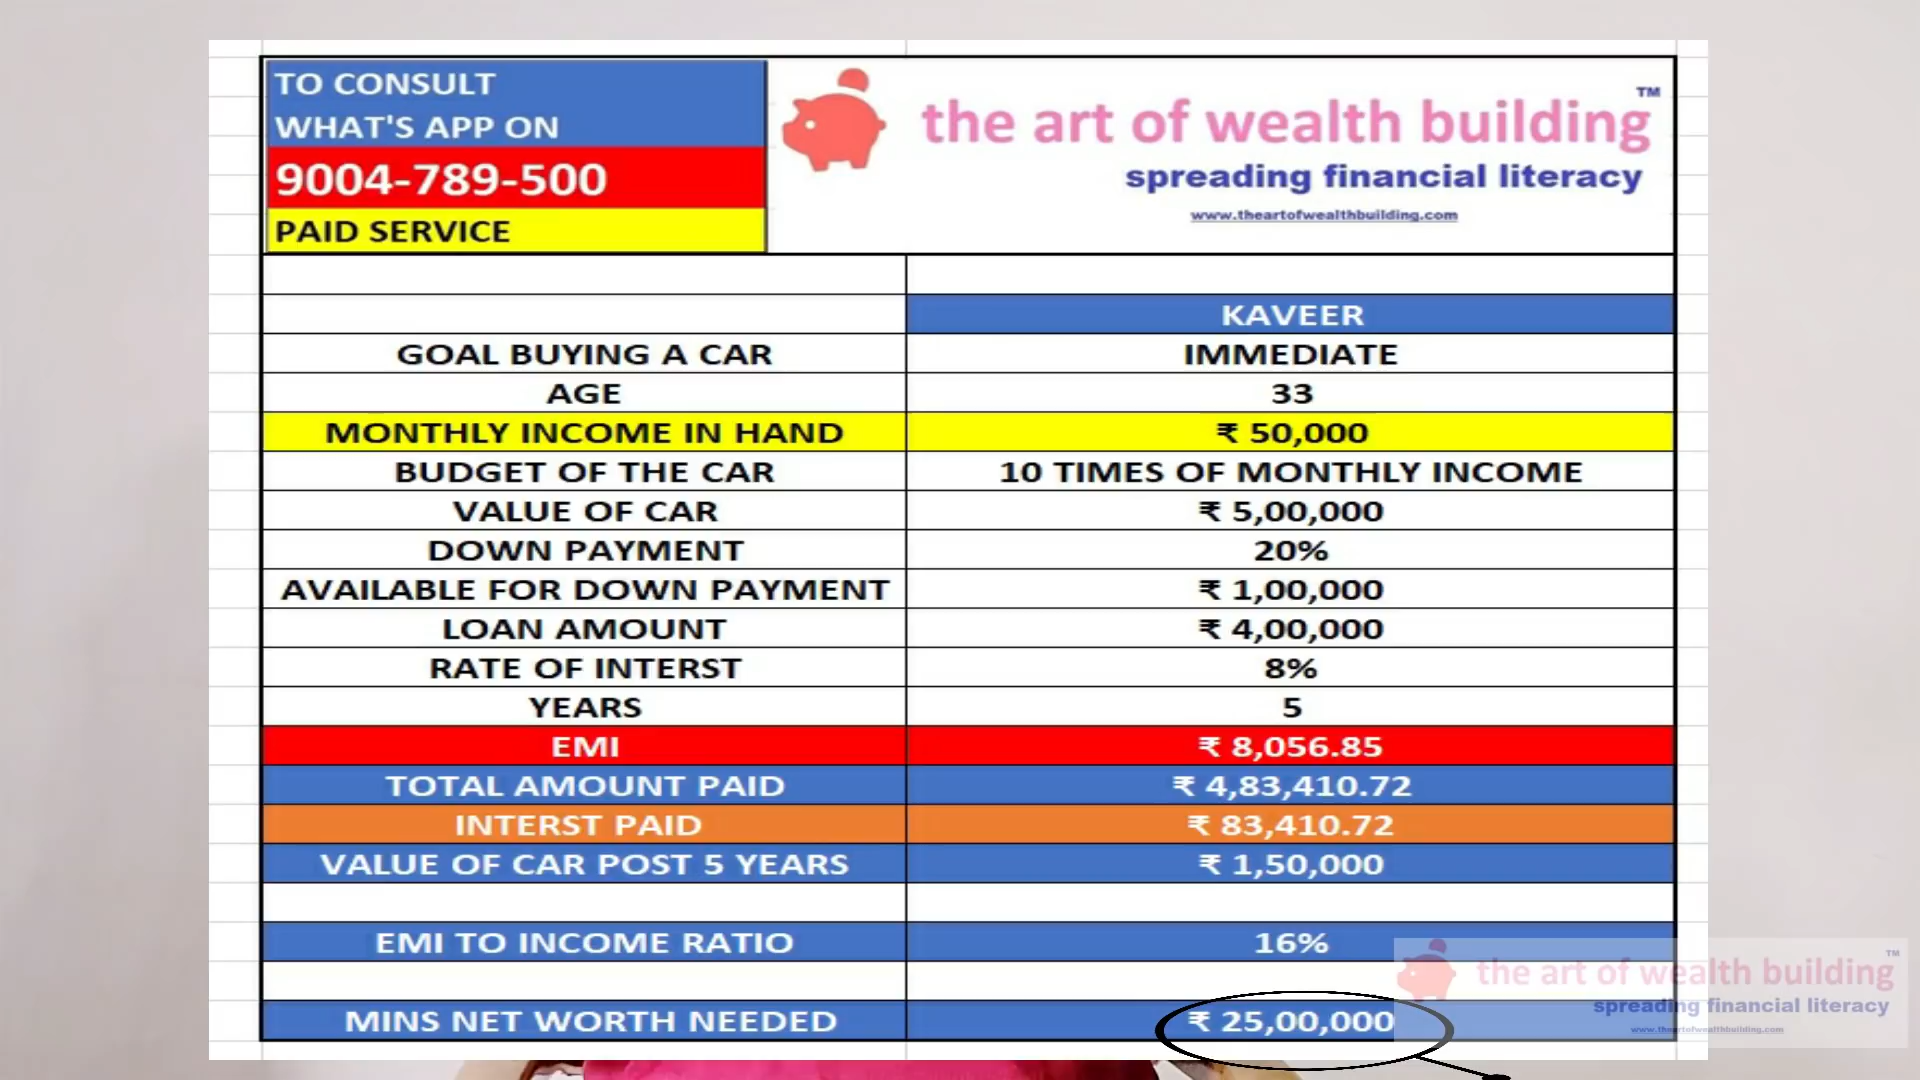 TO CONSULT
WHAT'S APP ON
9004-789-500
PAID SERVICE
the art of wealth building TM
spreading financial literacy
www.theartofwealthbuilding.com
KAVEER
GOAL BUYING A CAR IMMEDIATE
AGE 33
MONTHLY INCOME IN HAND ₹ 50,000
BUDGET OF THE CAR 10 TIMES OF MONTHLY INCOME
VALUE OF CAR ₹ 5,00,000
DOWN PAYMENT 20%
AVAILABLE FOR DOWN PAYMENT ₹ 1,00,000
LOAN AMOUNT ₹ 4,00,000
RATE OF INTERST 8%
YEARS 5
EMI ₹ 8,056.85
TOTAL AMOUNT PAID ₹ 4,83,410.72
INTERST PAID ₹ 83,410.72
VALUE OF CAR POST 5 YEARS ₹ 1,50,000
EMI TO INCOME RATIO 16%
MINS NET WORTH NEEDED ₹ 25,00,000
the art of wealth building TM
spreading financial literacy
www.theartofwealthbuilding.com